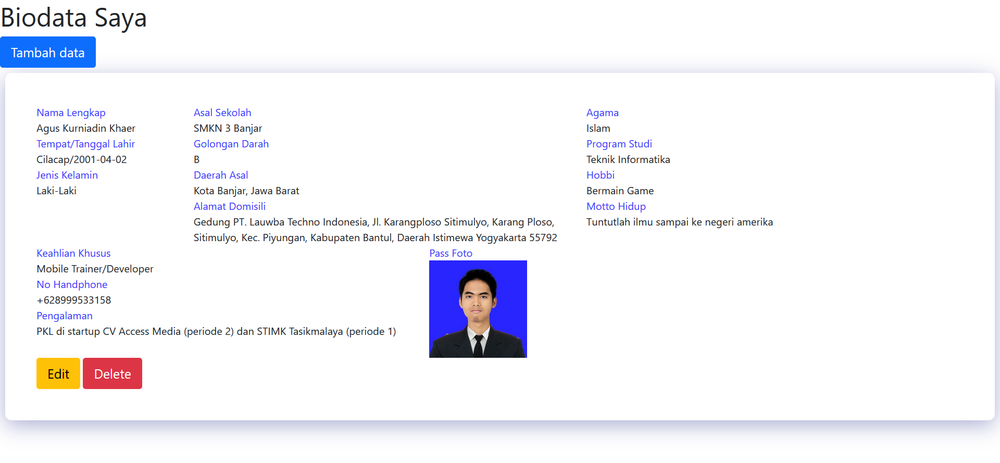 Biodata Saya
Tambah data
Nama Lengkap
Agus Kurniadin Khaer
Tempat/Tanggal Lahir
Cilacap/2001-04-02
Jenis Kelamin
Laki-Laki
Asal Sekolah
SMKN 3 Banjar
Golongan Darah
B
Daerah Asal
Kota Banjar, Jawa Barat
Alamat Domisili
Gedung PT. Lauwba Techno Indonesia, Jl. Karangploso Sitimulyo, Karang Ploso,
Sitimulyo, Kec. Piyungan, Kabupaten Bantul, Daerah Istimewa Yogyakarta 55792
Agama
Islam
Program Studi
Teknik Informatika
Hobbi
Bermain Game
Motto Hidup
Tuntutlah ilmu sampai ke negeri amerika
Keahlian Khusus
Mobile Trainer/Developer
No Handphone
+628999533158
Pengalaman
PKL di startup CV Access Media (periode 2) dan STIMK Tasikmalaya (periode 1)
Pass Foto
Edit
Delete